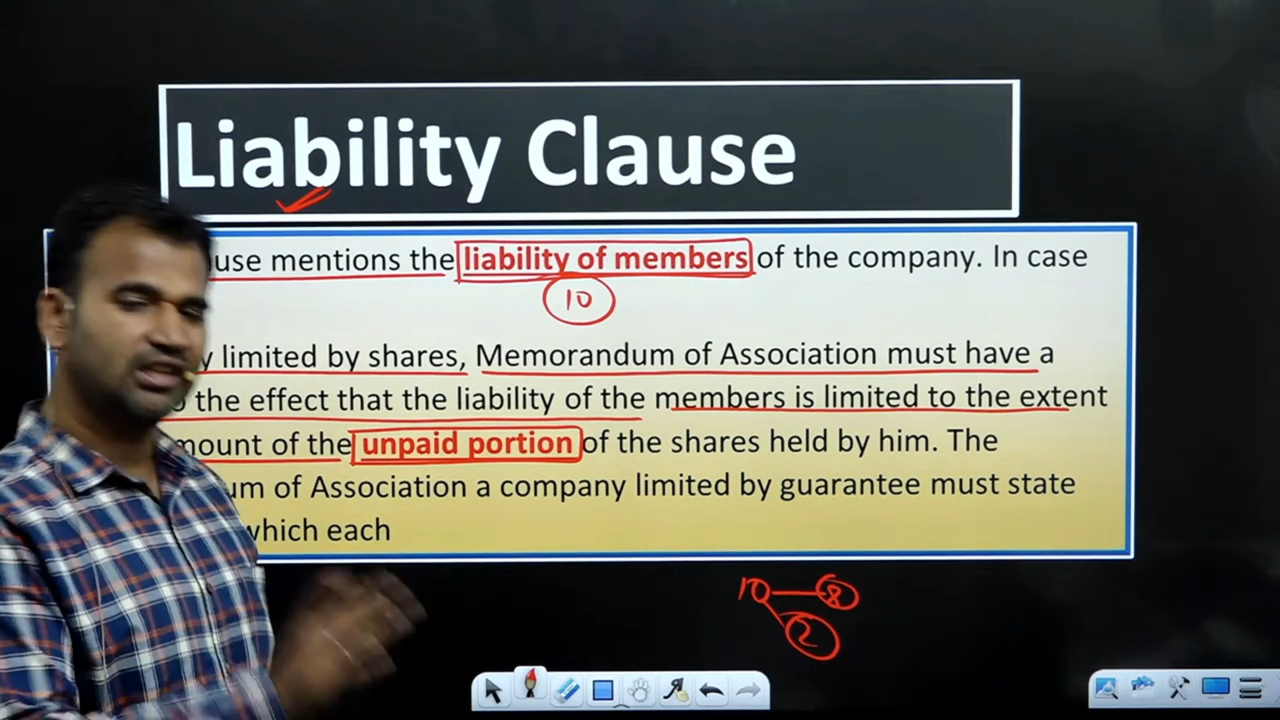 Liability Clause
use mentions the liability of members of the company. In case
10
limited by shares, Memorandum of Association must have a
the effect that the liability of the members is limited to the extent
mount of the unpaid portion of the shares held by him. The
um of Association a company limited by guarantee must state
which each
10 8
2